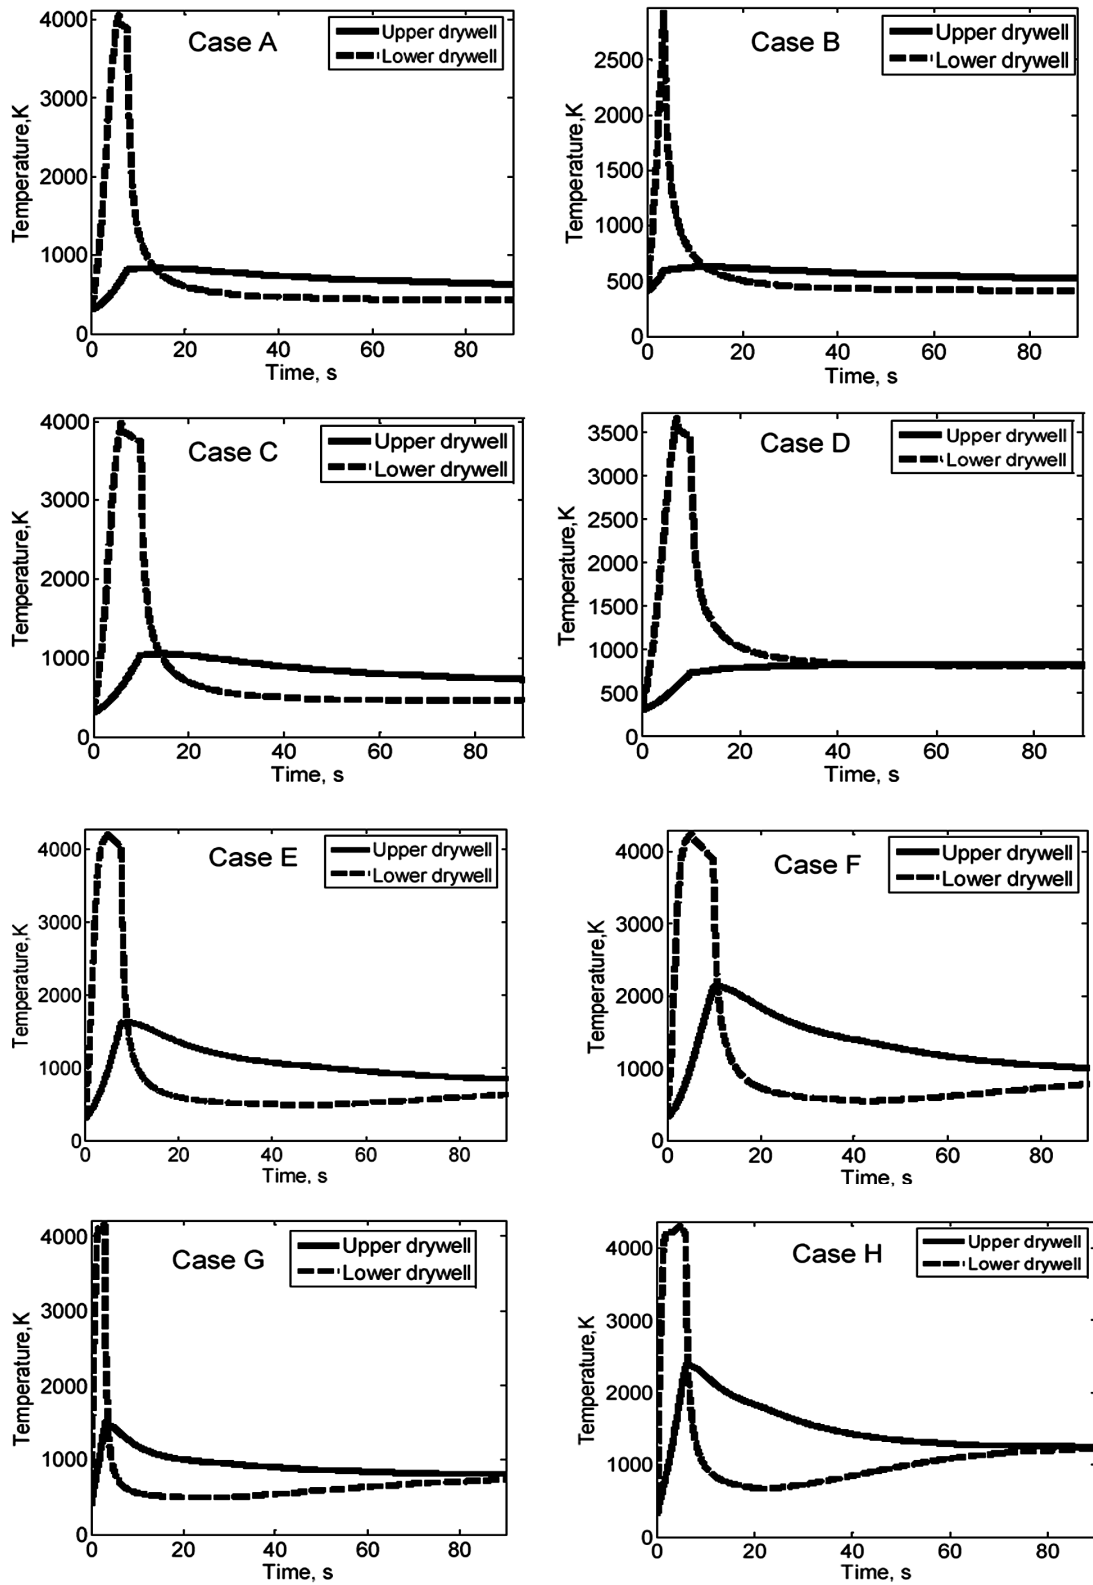 Case A
Upper drywell
Lower drywell
4000
3000
2000
1000
0
Temperature,K
0 20 40 60 80
Time, s
Case B
Upper drywell
Lower drywell
2500
2000
1500
1000
500
0
Temperature,K
0 20 40 60 80
Time, s
Case C
Upper drywell
Lower drywell
4000
3000
2000
1000
0
Temperature,K
0 20 40 60 80
Time, s
Case D
Upper drywell
Lower drywell
3500
3000
2500
2000
1500
1000
500
0
Temperature,K
0 20 40 60 80
Time, s
Case E
Upper drywell
Lower drywell
4000
3000
2000
1000
0
Temperature,K
0 20 40 60 80
Time, s
Case F
Upper drywell
Lower drywell
4000
3000
2000
1000
0
Temperature,K
0 20 40 60 80
Time, s
Case G
Upper drywell
Lower drywell
4000
3000
2000
1000
0
Temperature,K
0 20 40 60 80
Time, s
Case H
Upper drywell
Lower drywell
4000
3000
2000
1000
0
Temperature,K
0 20 40 60 80
Time, s